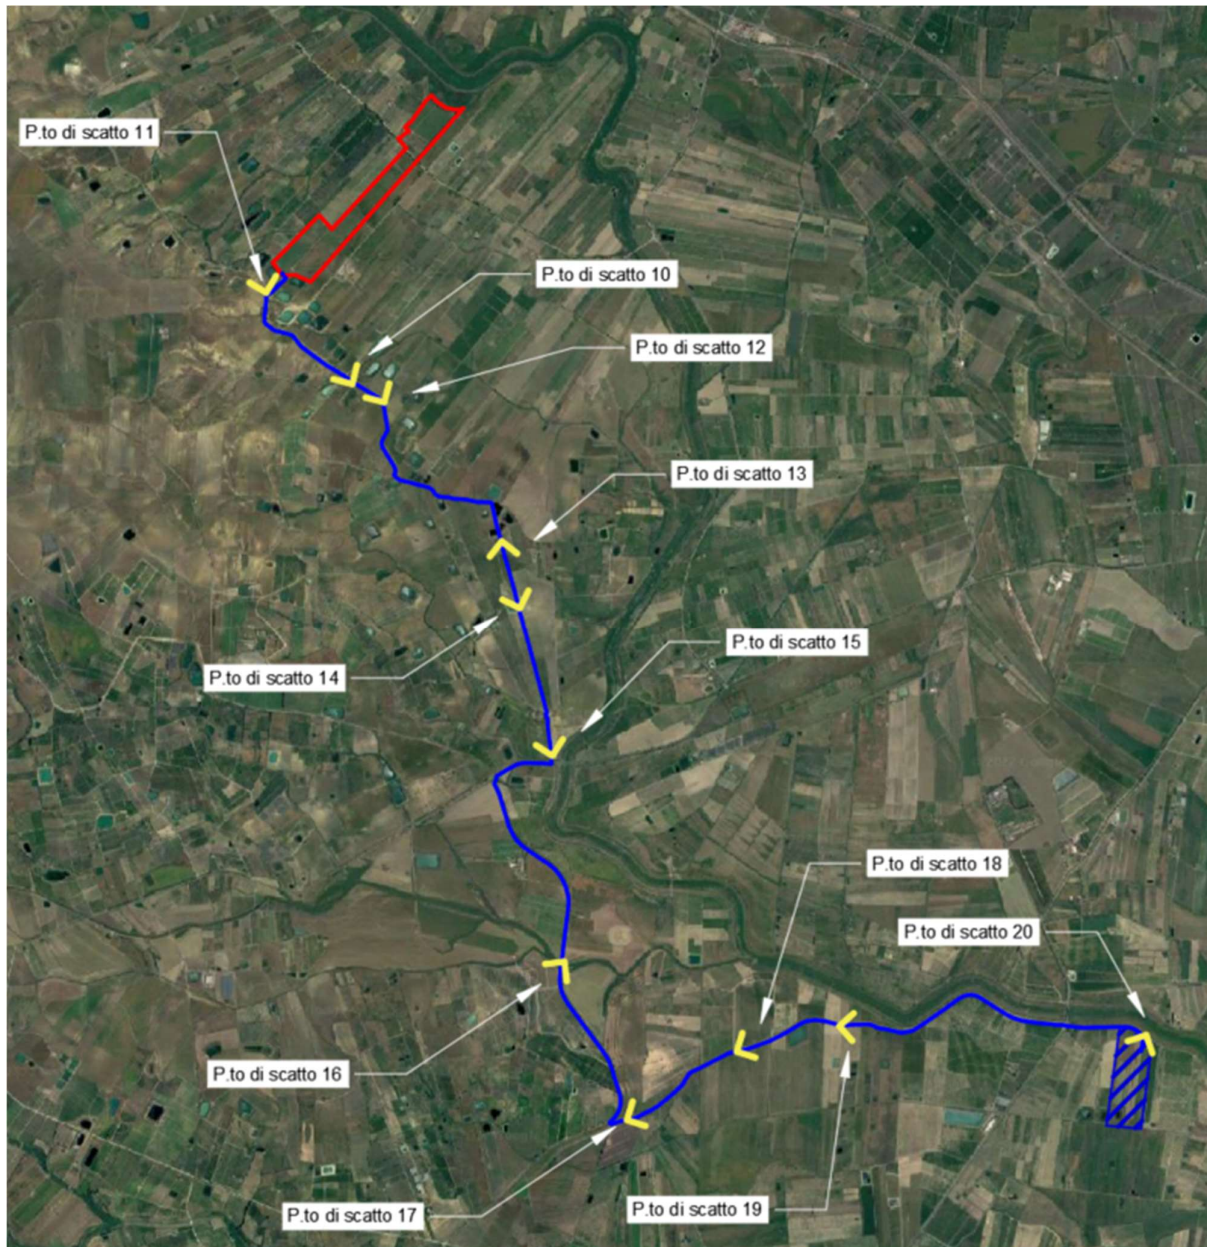 P.to di scatto 11
P.to di scatto 10
P.to di scatto 12
P.to di scatto 13
P.to di scatto 15
P.to di scatto 14
P.to di scatto 18
P.to di scatto 20
P.to di scatto 16
P.to di scatto 19
P.to di scatto 17